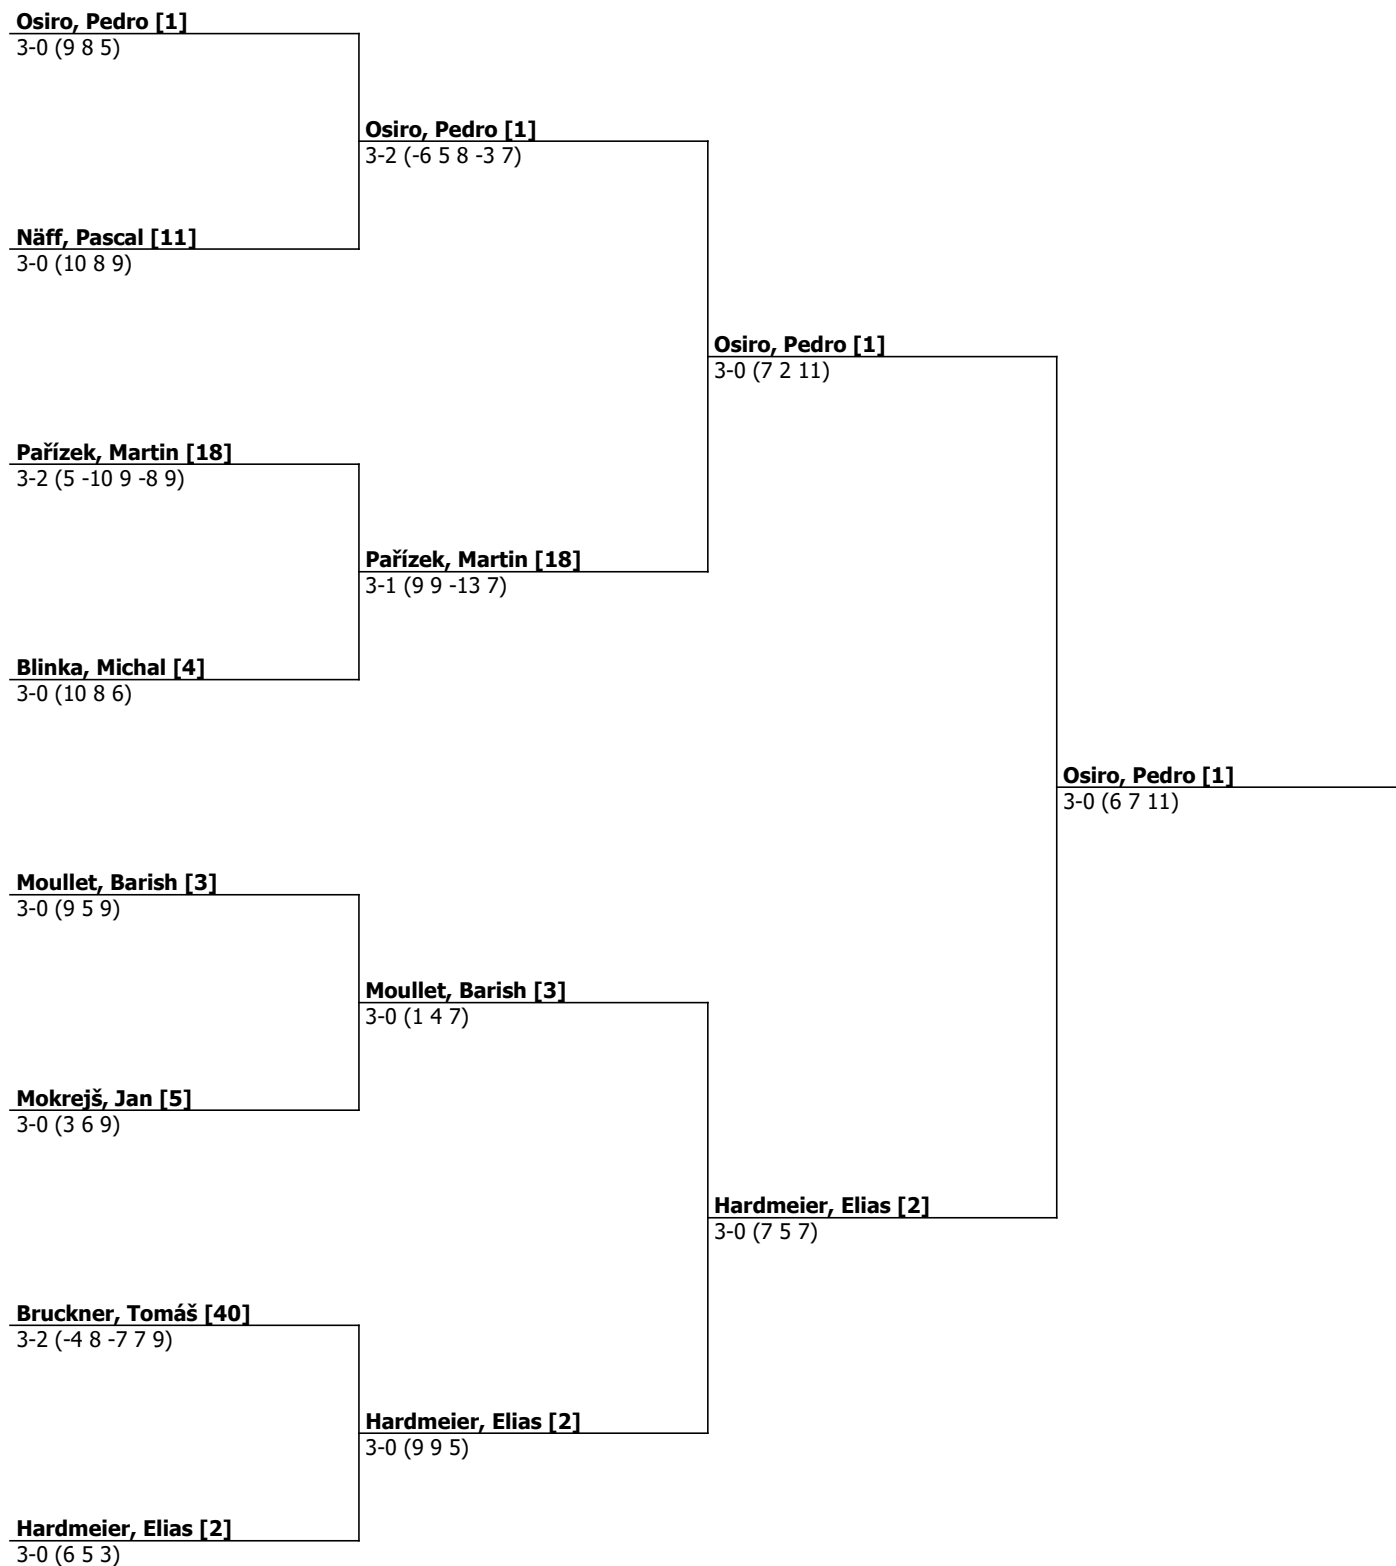 Osiro, Pedro [1]
3-0 (9 8 5)
Osiro, Pedro [1]
3-2 (-6 5 8 -3 7)
Näff, Pascal [11]
3-0 (10 8 9)
Osiro, Pedro [1]
3-0 (7 2 11)
Pařízek, Martin [18]
3-2 (5 -10 9 -8 9)
Pařízek, Martin [18]
3-1 (9 9 -13 7)
Blinka, Michal [4]
3-0 (10 8 6)
Osiro, Pedro [1]
3-0 (6 7 11)
Moullet, Barish [3]
3-0 (9 5 9)
Moullet, Barish [3]
3-0 (1 4 7)
Mokrejš, Jan [5]
3-0 (3 6 9)
Hardmeier, Elias [2]
3-0 (7 5 7)
Bruckner, Tomáš [40]
3-2 (-4 8 -7 7 9)
Hardmeier, Elias [2]
3-0 (9 9 5)
Hardmeier, Elias [2]
3-0 (6 5 3)